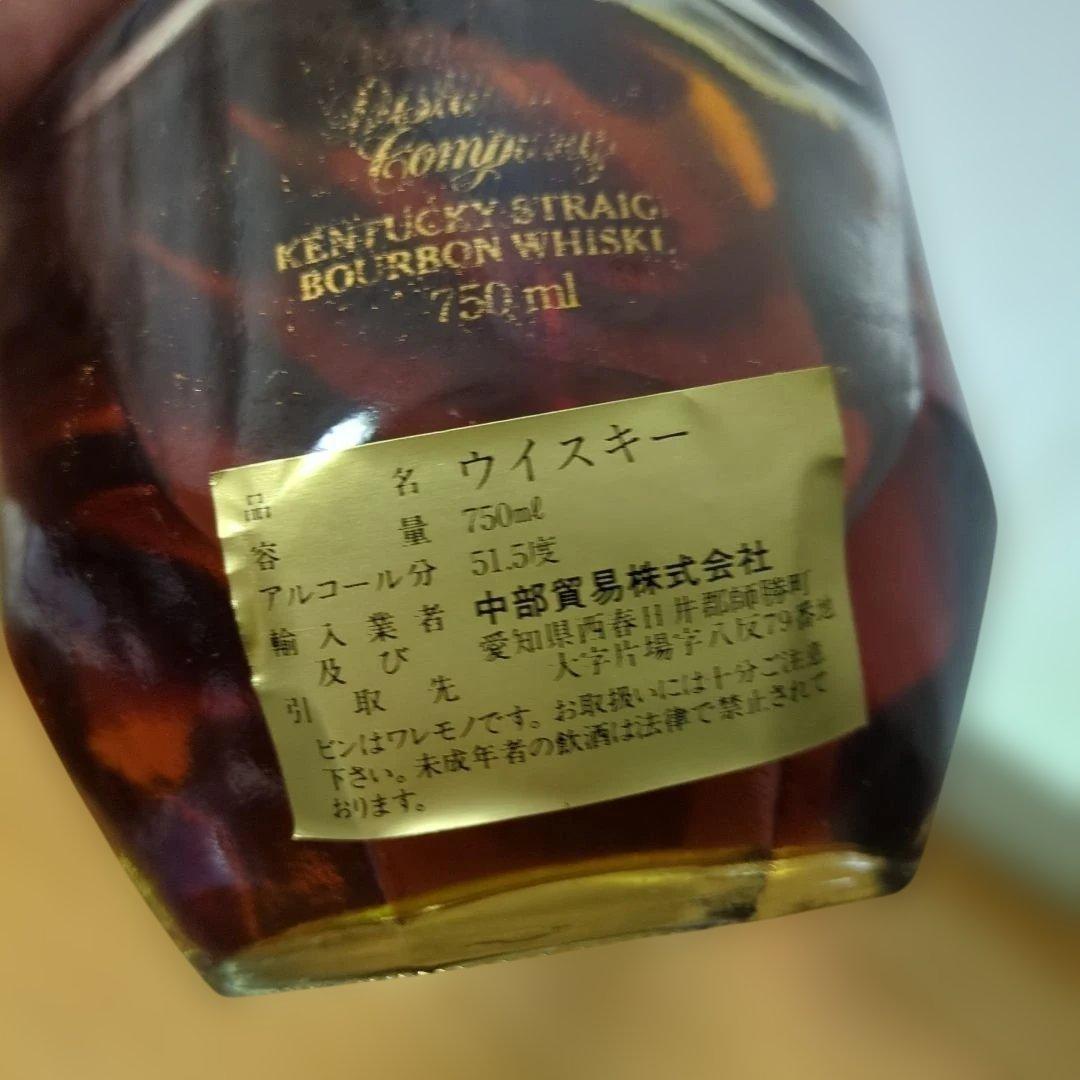 Company
KENTUCKY STRAIG
BOURBON WHISKE
750 ml
品名 ウイスキー
容量 750ml
アルコール分 51.5度
輸入業者 中部貿易株式会社
及び 愛知県西春日井郡師勝町
引取先 大字片場字八反79番地
ビンはワレモノです。お取扱いには十分ご注意
下さい。未成年者の飲酒は法律で禁止されて
おります。